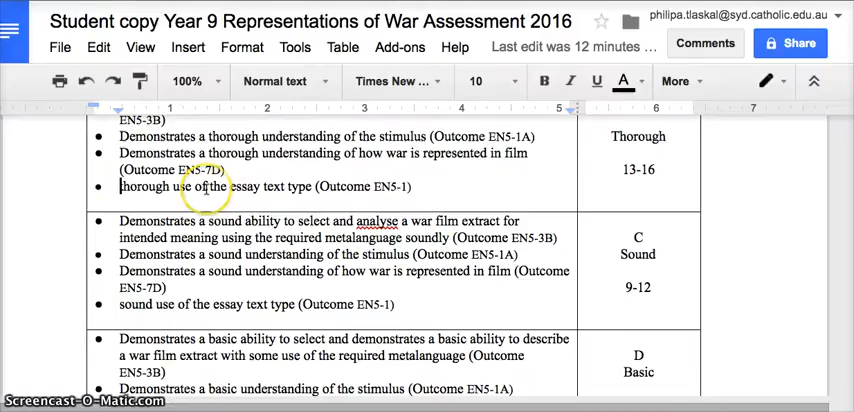 Student copy Year 9 Representations of War Assessment 2016
philipa.tlaskal@syd.catholic.edu.au
File Edit View Insert Format Tools Table Add-ons Help Last edit was 12 minutes ... Comments Share
100% Normal text Times New ... 10 B I U A More
1 2 3 4 5 6 7
EN5-3B)
Demonstrates a thorough understanding of the stimulus (Outcome EN5-1A)
Thorough
Demonstrates a thorough understanding of how war is represented in film
(Outcome EN5-7D)
13-16
thorough use of the essay text type (Outcome EN5-1)
Demonstrates a sound ability to select and analyse a war film extract for
intended meaning using the required metalanguage soundly (Outcome EN5-3B)
C
Demonstrates a sound understanding of the stimulus (Outcome EN5-1A)
Sound
Demonstrates a sound understanding of how war is represented in film (Outcome
EN5-7D)
9-12
sound use of the essay text type (Outcome EN5-1)
Demonstrates a basic ability to select and demonstrates a basic ability to describe
a war film extract with some use of the required metalanguage (Outcome
D
EN5-3B)
Basic
Demonstrates a basic understanding of the stimulus (Outcome EN5-1A)
Screencast-O-Matic.com